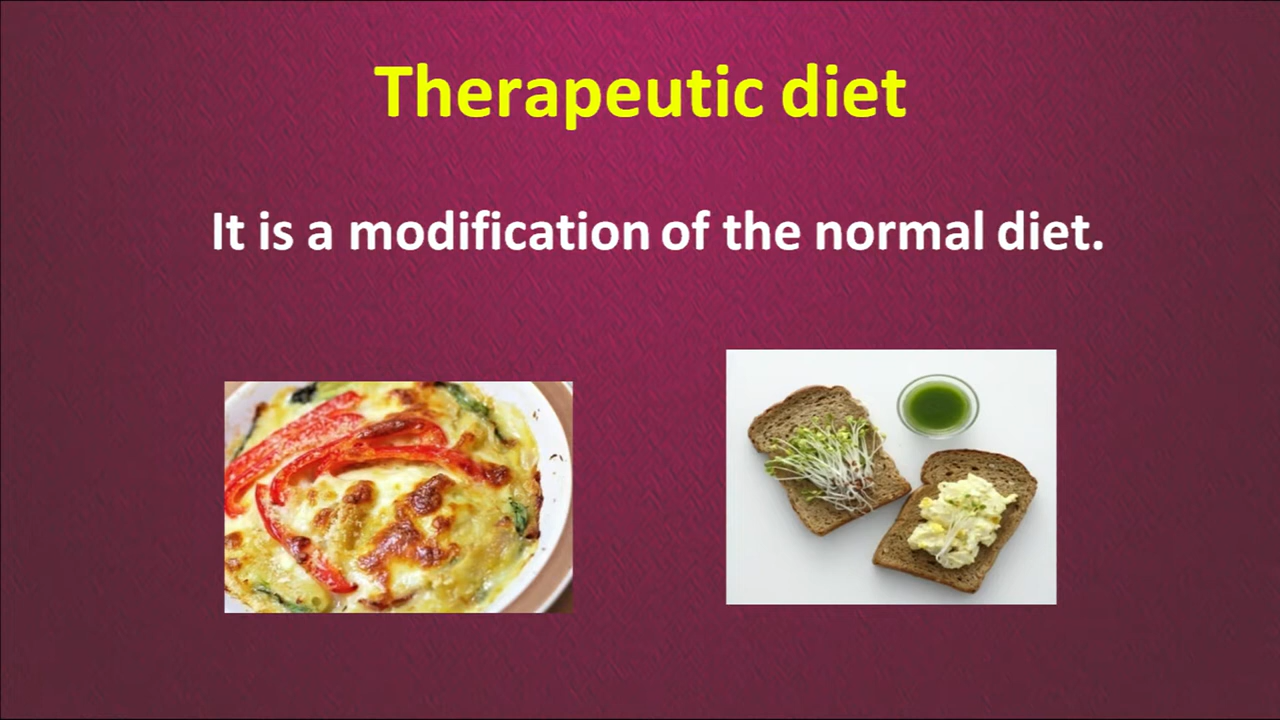 Therapeutic diet
It is a modification of the normal diet.